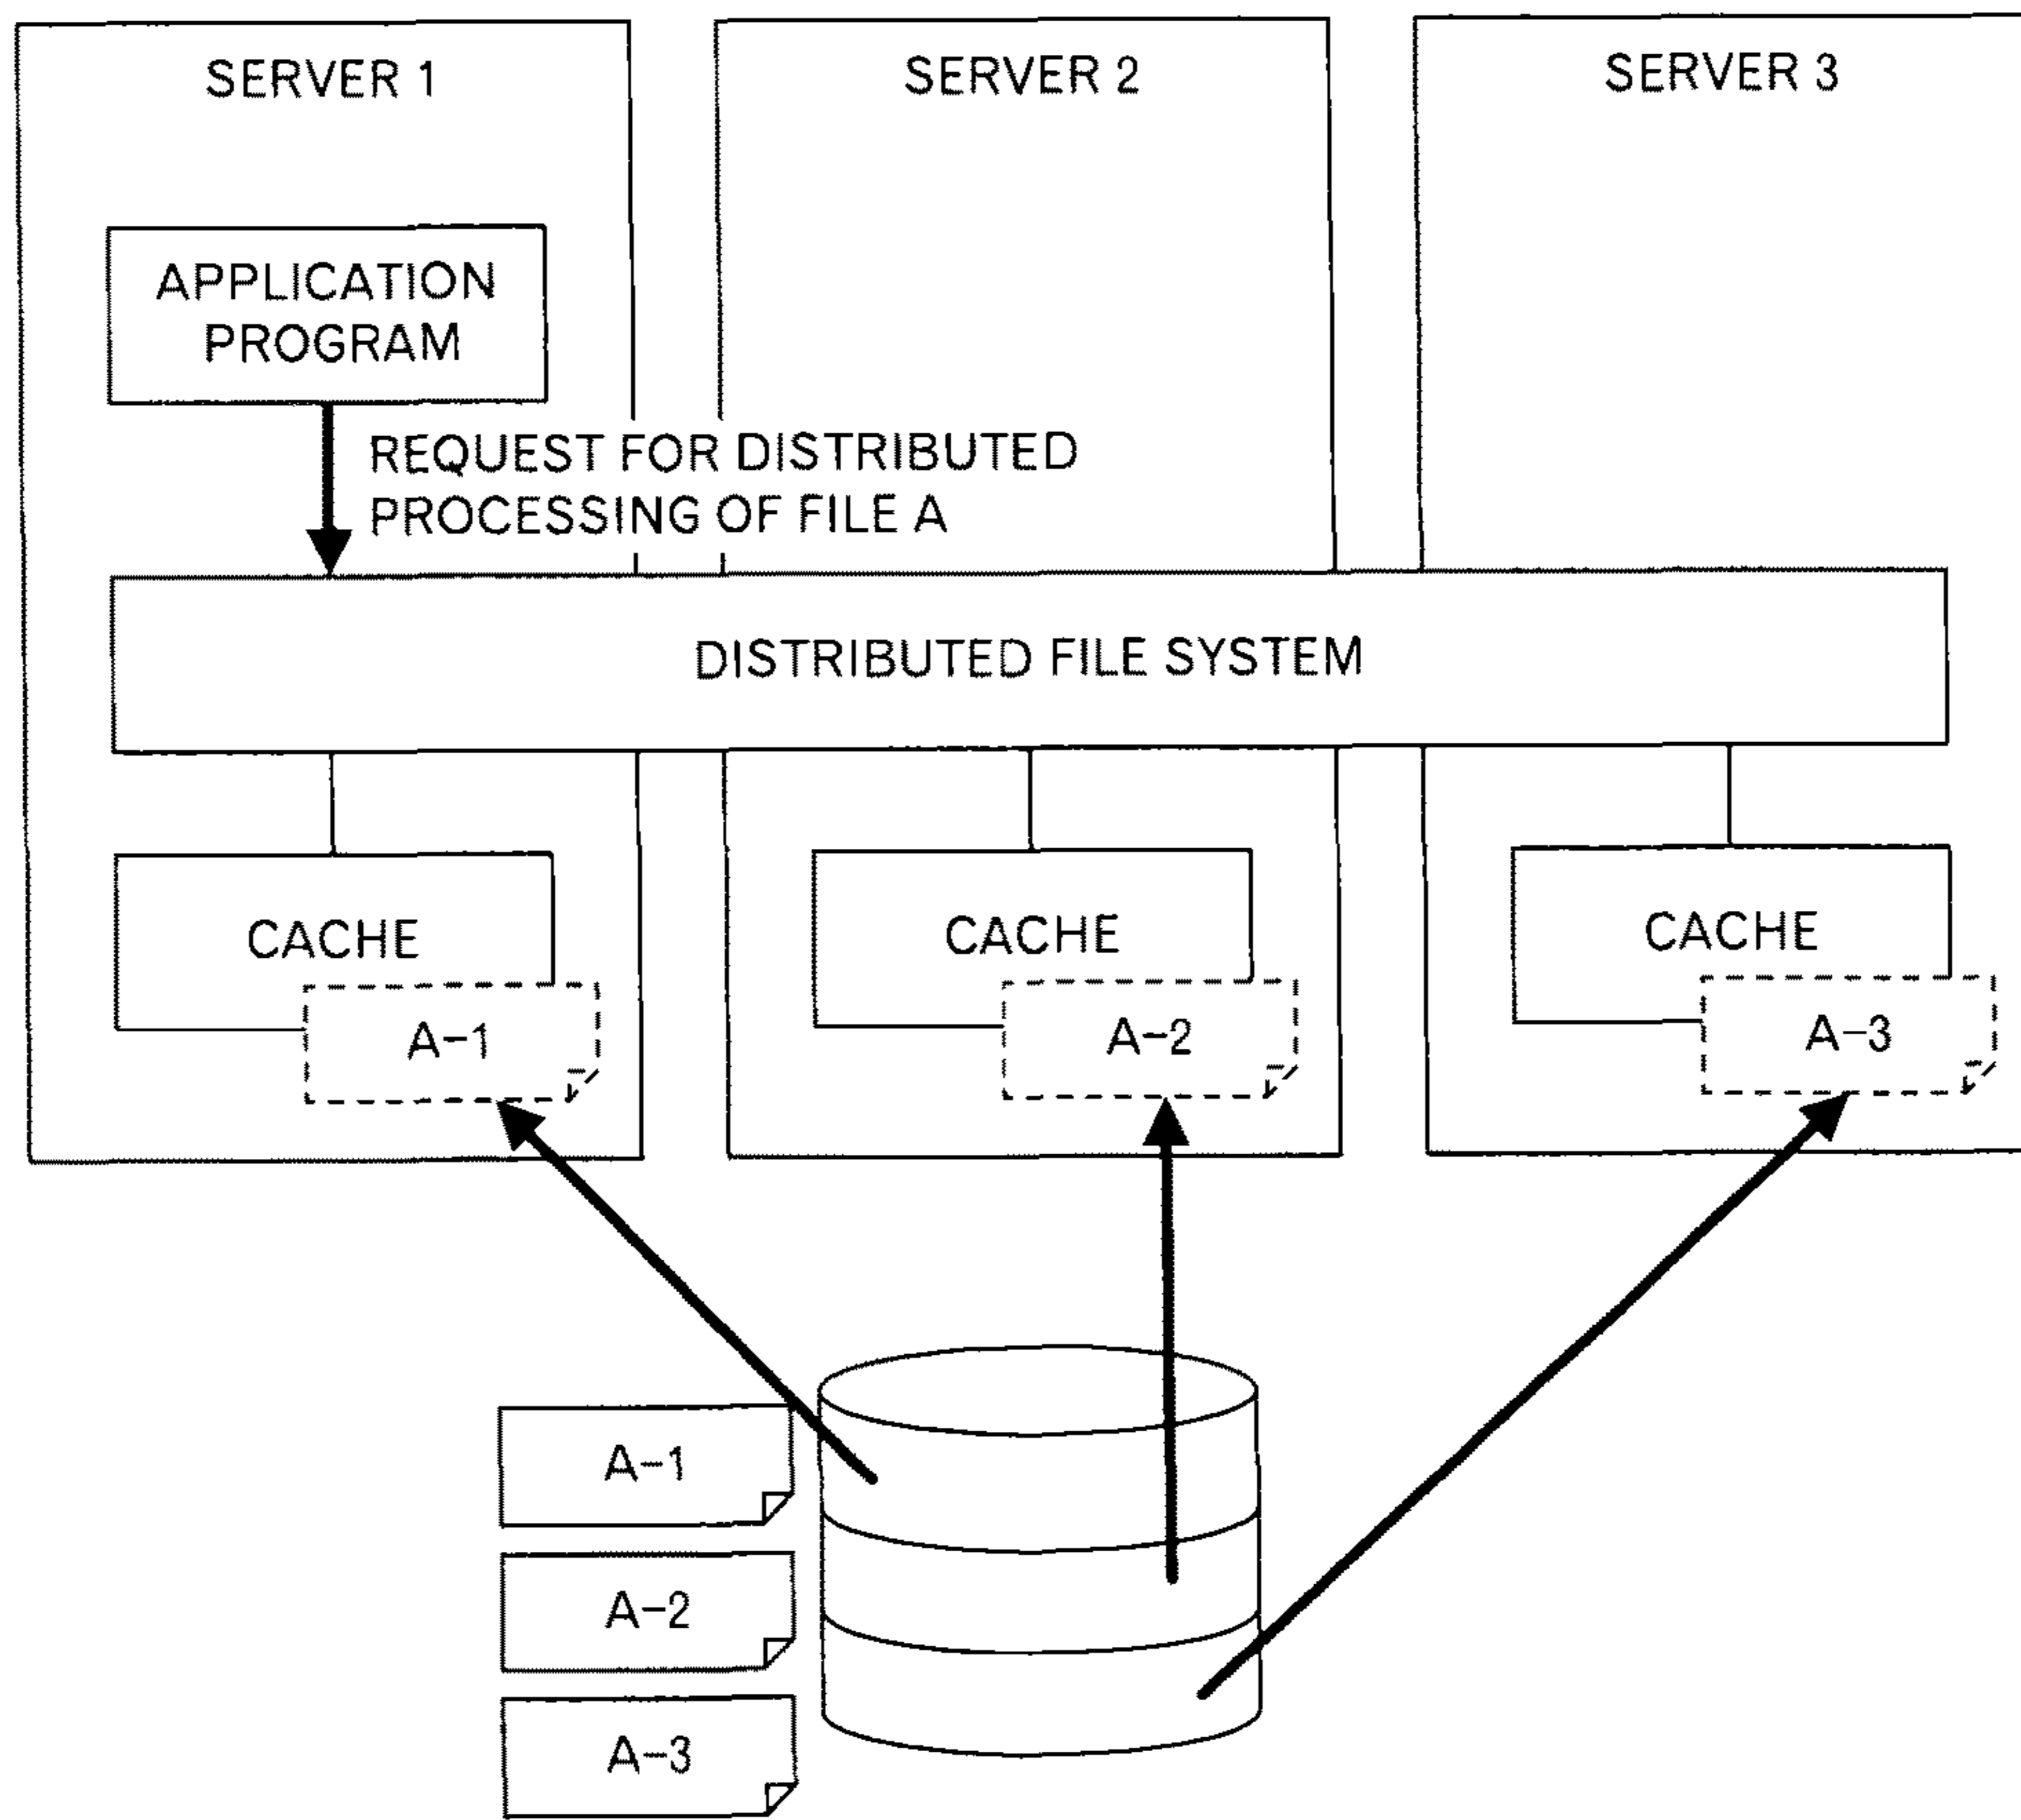 SERVER 1
SERVER 2
SERVER 3
APPLICATION
PROGRAM
REQUEST FOR DISTRIBUTED
PROCESSING OF FILE A
DISTRIBUTED FILE SYSTEM
CACHE
CACHE
CACHE
A-1
A-2
A-3
A-1
A-2
A-3